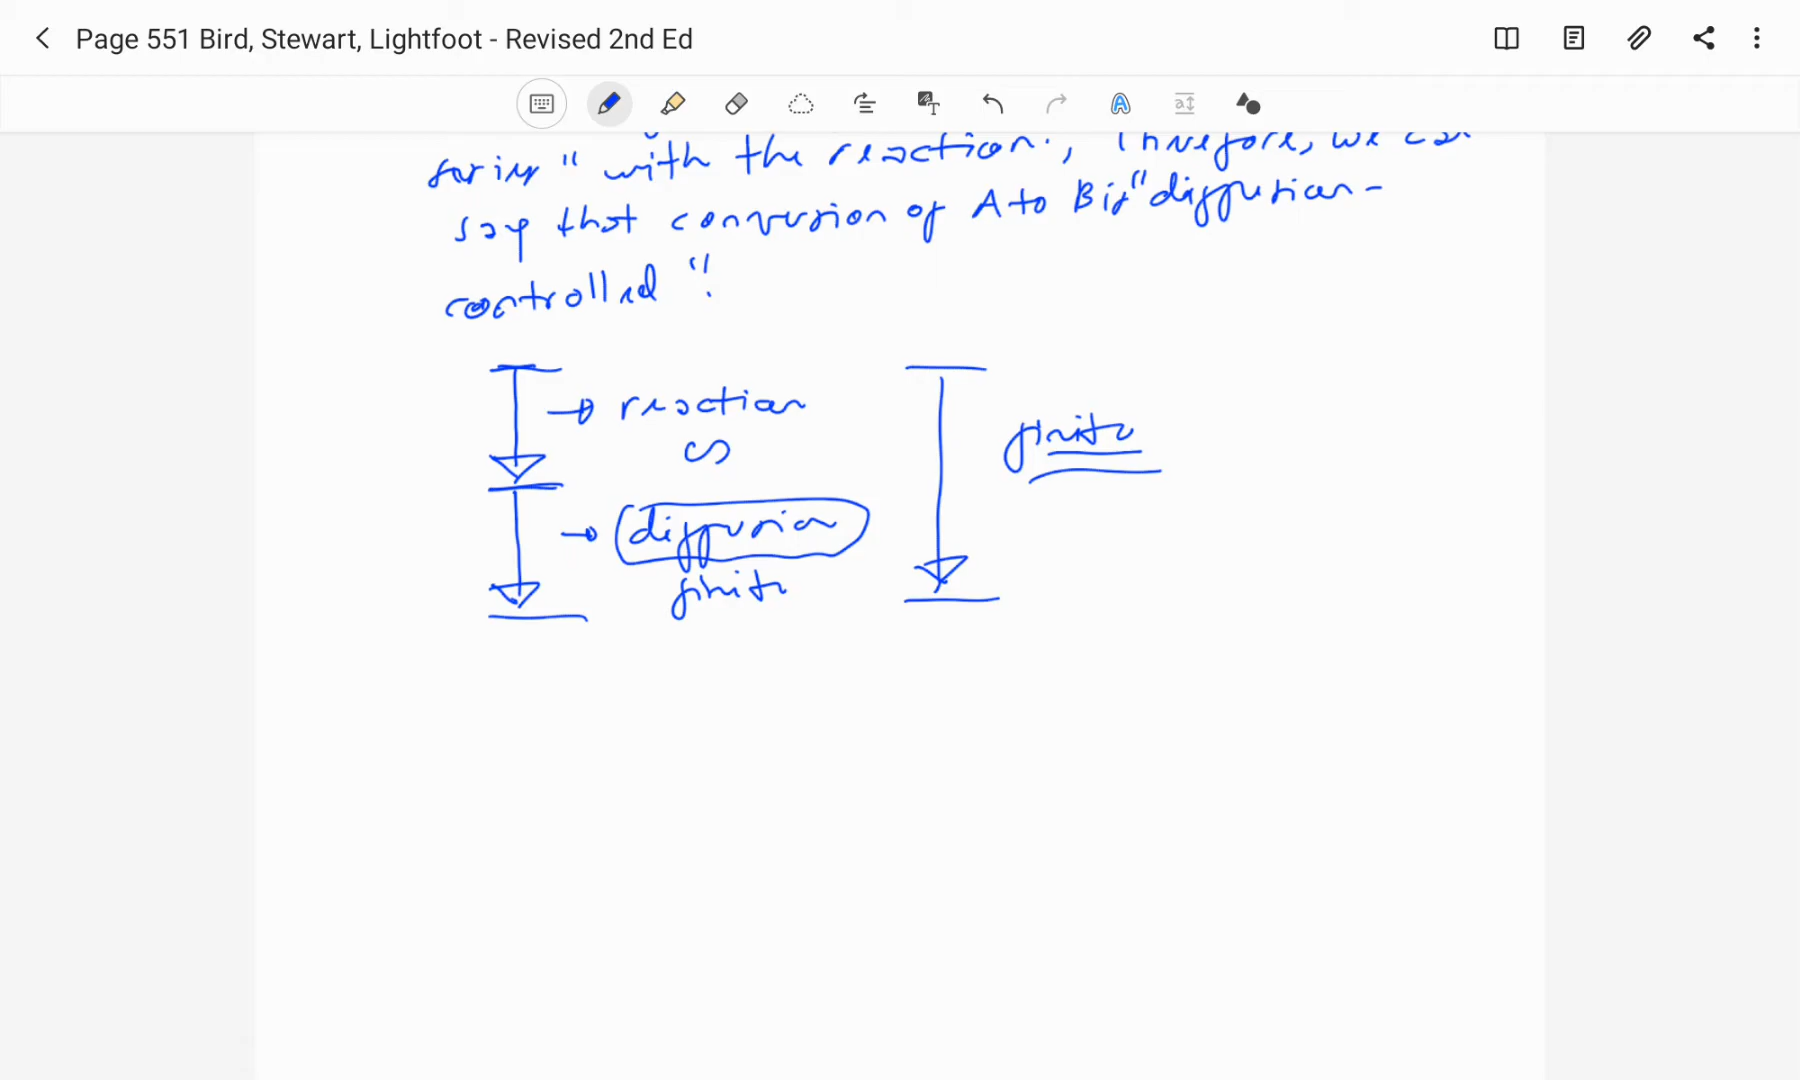 Page 551 Bird, Stewart, Lightfoot - Revised 2nd Ed
series" with the reaction., Therefore, we can
say that conversion of A to B is "diffusion-
controlled".
→ reaction
∞
finite
→ diffusion
finite